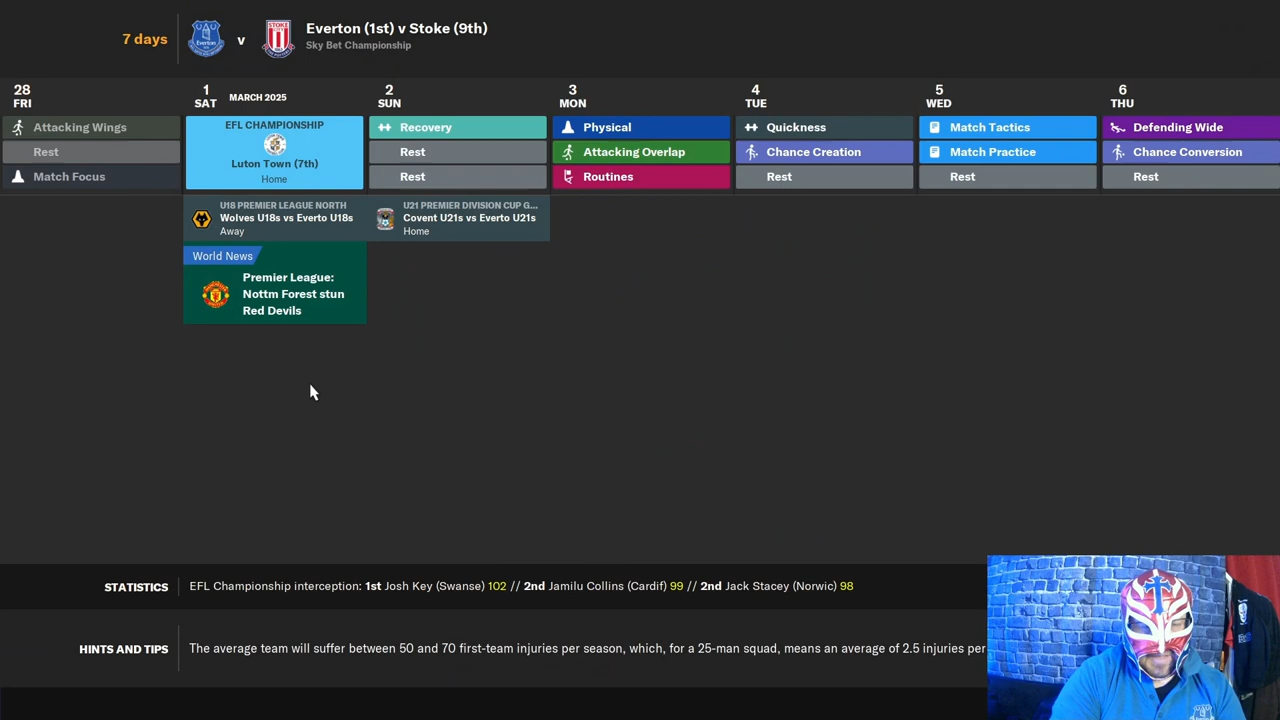 7 days
v
Everton (1st) v Stoke (9th)
Sky Bet Championship
28
FRI
1
SAT
MARCH 2025
2
SUN
3
MON
4
TUE
5
WED
6
THU
Attacking Wings
Rest
Match Focus
EFL CHAMPIONSHIP
Luton Town (7th)
Home
Recovery
Rest
Rest
Physical
Attacking Overlap
Routines
Quickness
Chance Creation
Rest
Match Tactics
Match Practice
Rest
Defending Wide
Chance Conversion
Rest
U18 PREMIER LEAGUE NORTH
Wolves U18s vs Everto U18s
Away
U21 PREMIER DIVISION CUP G...
Covent U21s vs Everto U21s
Home
World News
Premier League:
Nottm Forest stun
Red Devils
STATISTICS
EFL Championship interception: 1st Josh Key (Swanse) 102 // 2nd Jamilu Collins (Cardif) 99 // 2nd Jack Stacey (Norwic) 98
HINTS AND TIPS
The average team will suffer between 50 and 70 first-team injuries per season, which, for a 25-man squad, means an average of 2.5 injuries per